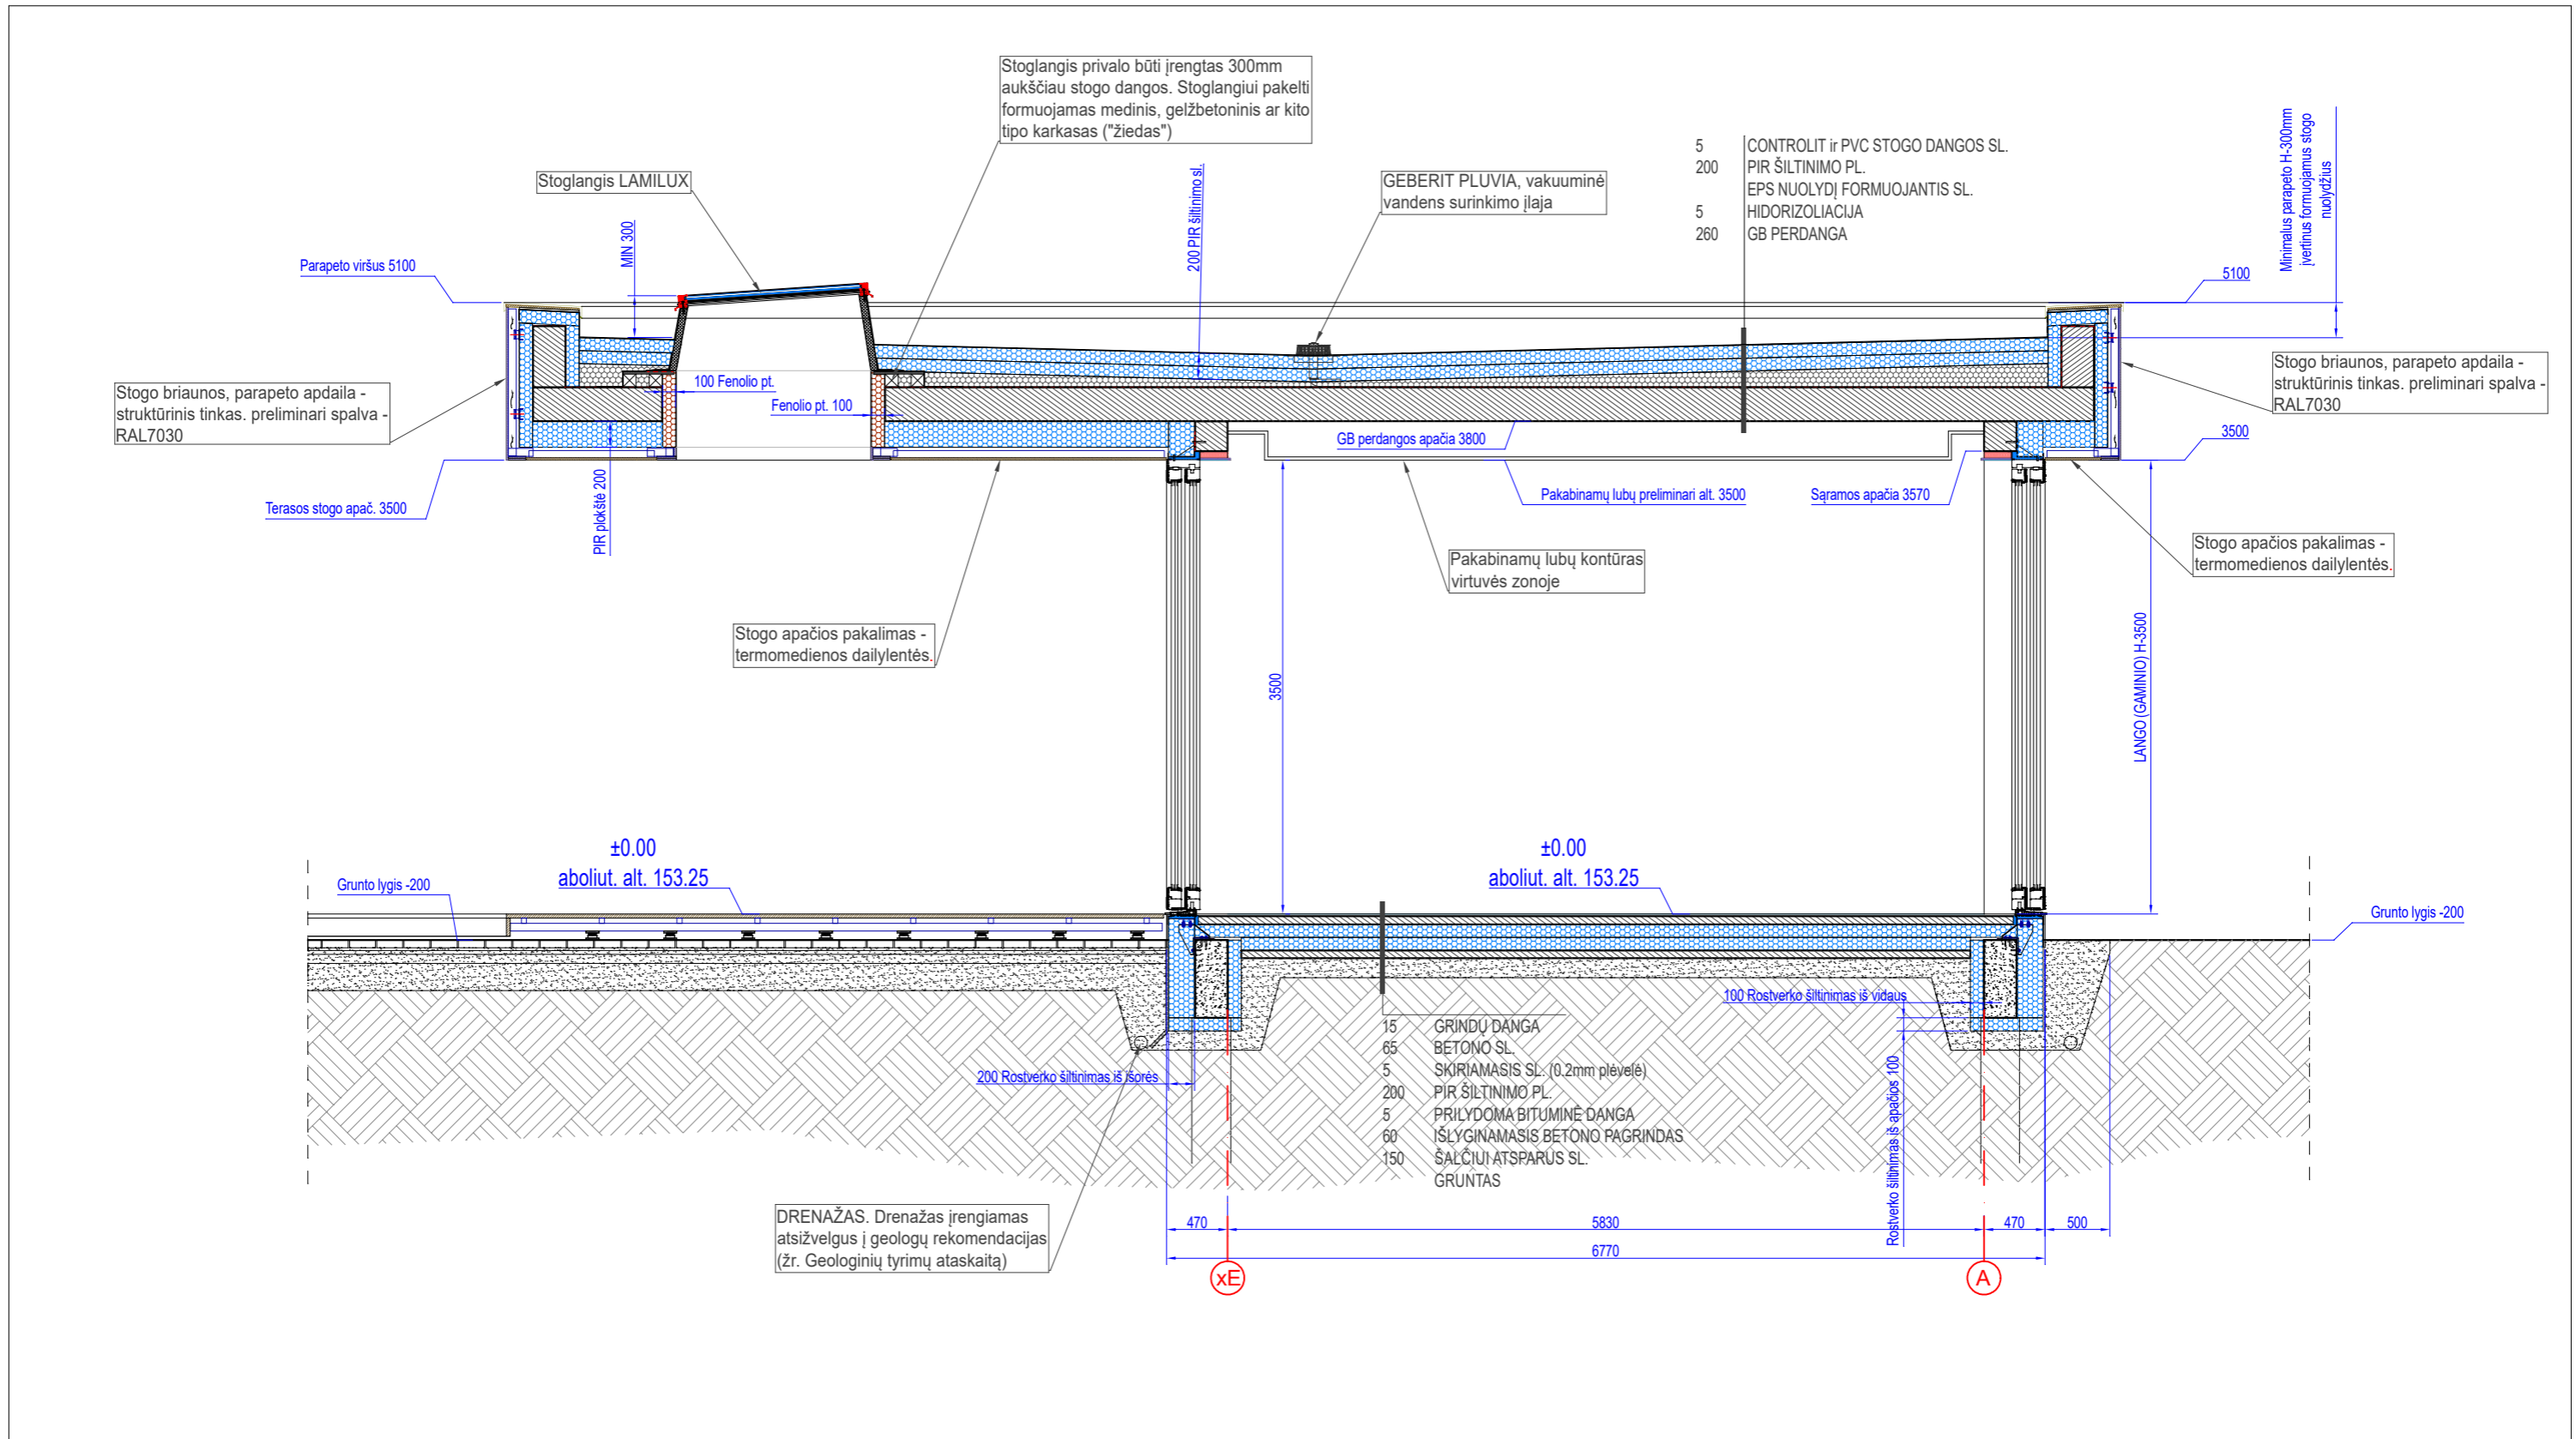 Stoglangis privalo būti įrengtas 300mm
aukščiau stogo dangos. Stoglangiui pakelti
formuojamas medinis, gelžbetoninis ar kito
tipo karkasas ("žiedas")
Stoglangis LAMILUX
GEBERIT PLUVIA, vakuuminė
vandens surinkimo įlaja
5 CONTROLIT ir PVC STOGO DANGOS SL.
200 PIR ŠILTINIMO PL.
EPS NUOLYDĮ FORMUOJANTIS SL.
5 HIDORIZOLIACIJA
260 GB PERDANGA
Minimalus parapeto H-300mm
įvertinus formuojamus stogo
nuolydžius
MIN 300
200 PIR šiltinimo sl.
Parapeto viršus 5100
5100
Stogo briaunos, parapeto apdaila -
struktūrinis tinkas. preliminari spalva -
RAL7030
100 Fenolio pt.
Fenolio pt. 100
GB perdangos apačia 3800
Stogo briaunos, parapeto apdaila -
struktūrinis tinkas. preliminari spalva -
RAL7030
3500
Terasos stogo apač. 3500
PIR plokštė 200
Pakabinamų lubų preliminari alt. 3500
Sąramos apačia 3570
Pakabinamų lubų kontūras
virtuvės zonoje
Stogo apačios pakalimas -
termomedienos dailylentės.
Stogo apačios pakalimas -
termomedienos dailylentės.
3500
LANGO (GAMINIO) H-3500
±0.00
aboliut. alt. 153.25
±0.00
aboliut. alt. 153.25
Grunto lygis -200
Grunto lygis -200
100 Rostverko šiltinimas iš vidaus
200 Rostverko šiltinimas iš išorės
Rostverko šiltinimas iš apačios 100
15 GRINDŲ DANGA
65 BETONO SL.
5 SKIRIAMASIS SL. (0.2mm plėvelė)
200 PIR ŠILTINIMO PL.
5 PRILYDOMA BITUMINĖ DANGA
60 IŠLYGINAMASIS BETONO PAGRINDAS
150 ŠALČIUI ATSPARUS SL.
GRUNTAS
DRENAŽAS. Drenažas įrengiamas
atsižvelgus į geologų rekomendacijas
(žr. Geologinių tyrimų ataskaitą)
470
5830
470
500
6770
xE
A